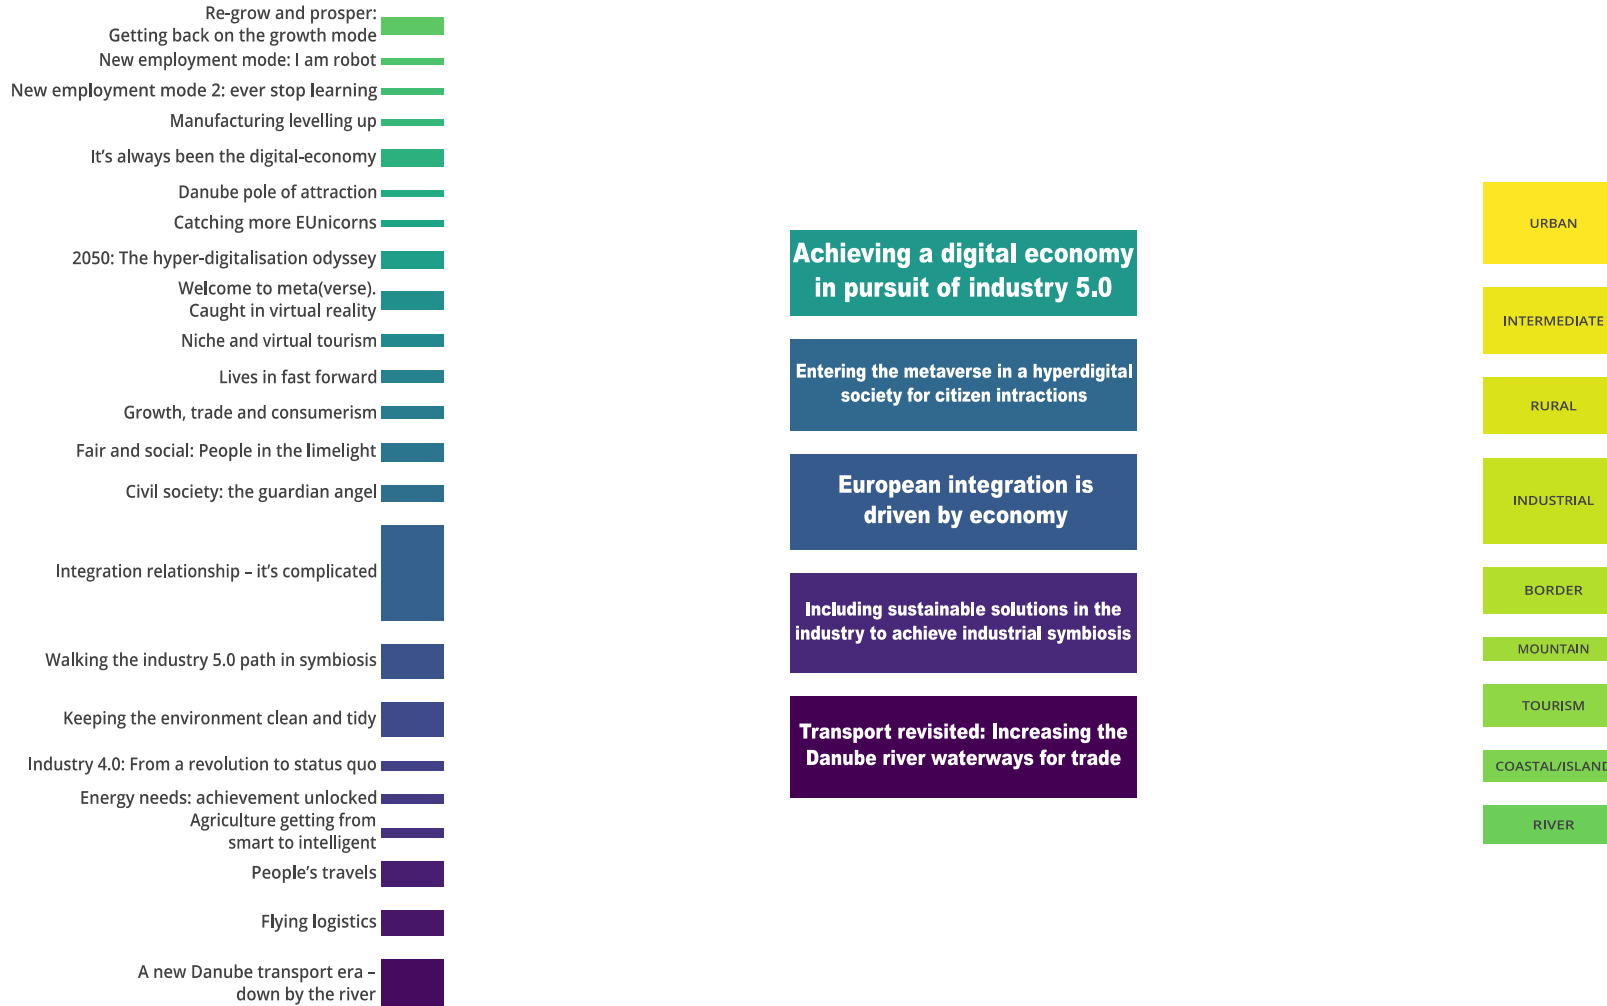 Re-grow and prosper:
Getting back on the growth mode
New employment mode: I am robot
New employment mode 2: ever stop learning
Manufacturing levelling up
It's always been the digital-economy
Danube pole of attraction
Catching more EUnicorns
2050: The hyper-digitalisation odyssey
Welcome to meta(verse).
Caught in virtual reality
Niche and virtual tourism
Lives in fast forward
Growth, trade and consumerism
Fair and social: People in the limelight
Civil society: the guardian angel
Integration relationship – it's complicated
Walking the industry 5.0 path in symbiosis
Keeping the environment clean and tidy
Industry 4.0: From a revolution to status quo
Energy needs: achievement unlocked
Agriculture getting from
smart to intelligent
People's travels
Flying logistics
A new Danube transport era –
down by the river
Achieving a digital economy
in pursuit of industry 5.0
Entering the metaverse in a hyperdigital
society for citizen intractions
European integration is
driven by economy
Including sustainable solutions in the
industry to achieve industrial symbiosis
Transport revisited: Increasing the
Danube river waterways for trade
URBAN
INTERMEDIATE
RURAL
INDUSTRIAL
BORDER
MOUNTAIN
TOURISM
COASTAL/ISLAND
RIVER